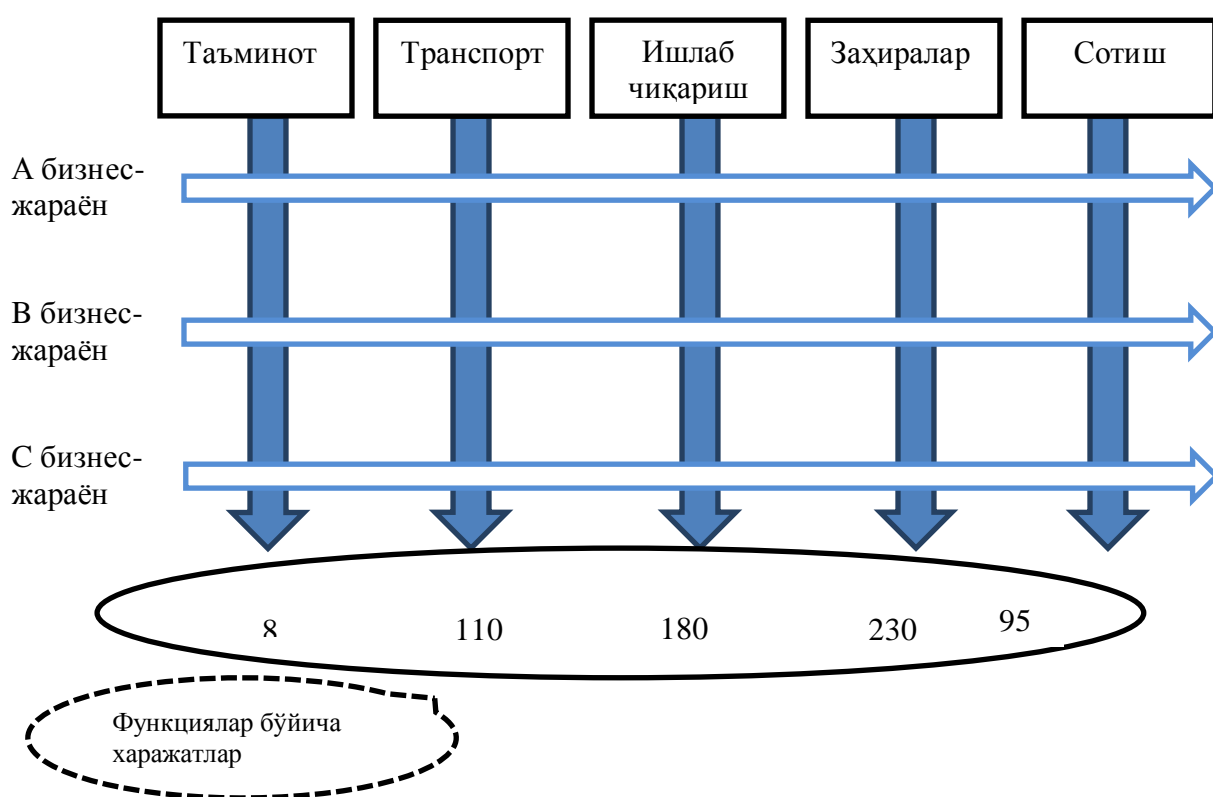 Таъминот
Транспорт
Ишлаб
чиқариш
Заҳиралар
Сотиш
А бизнес-
жараён
В бизнес-
жараён
С бизнес-
жараён
8 110 180 230 95
Функциялар бўйича
харажатлар